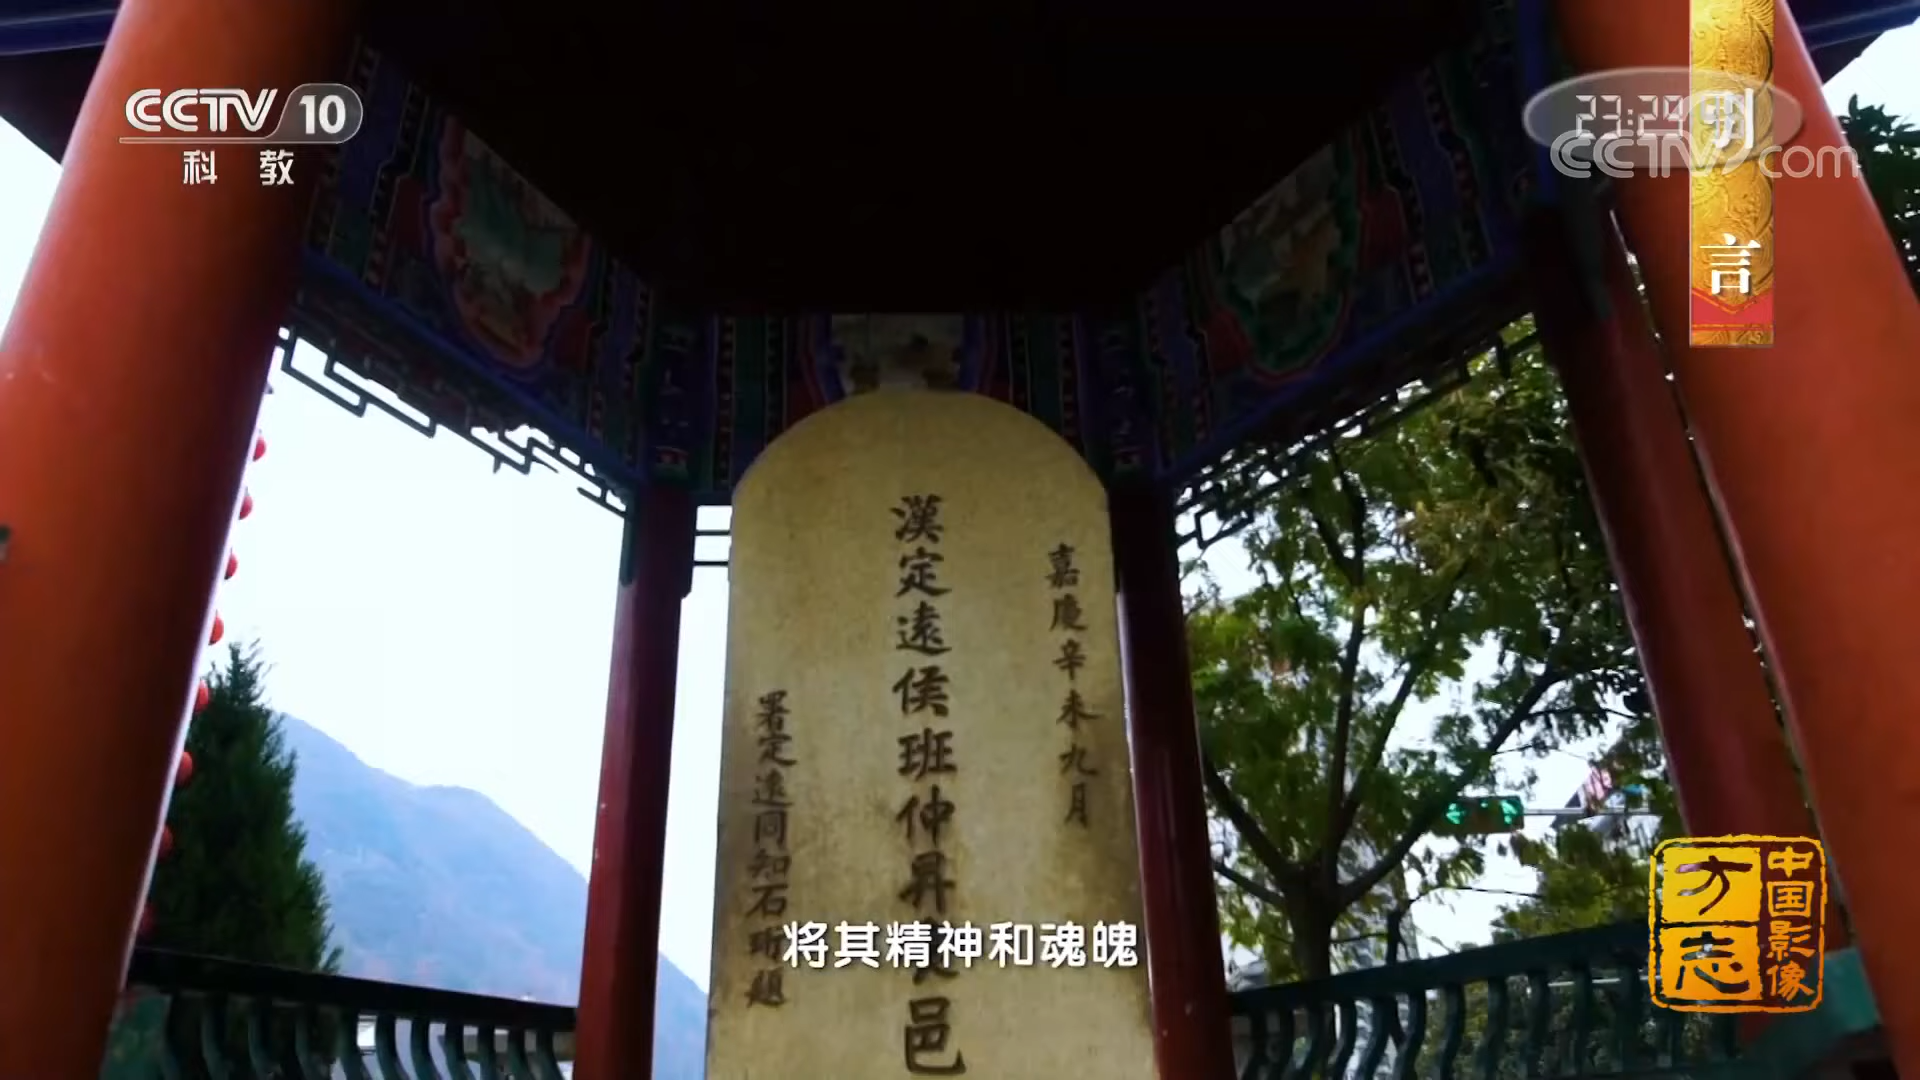 CCTV 10
科教
23:29
CCTV.com
言
嘉慶辛未九月
漢定遠侯班仲昇
邑
署定遠同知石珩題
将其精神和魂魄
中国影像
方志